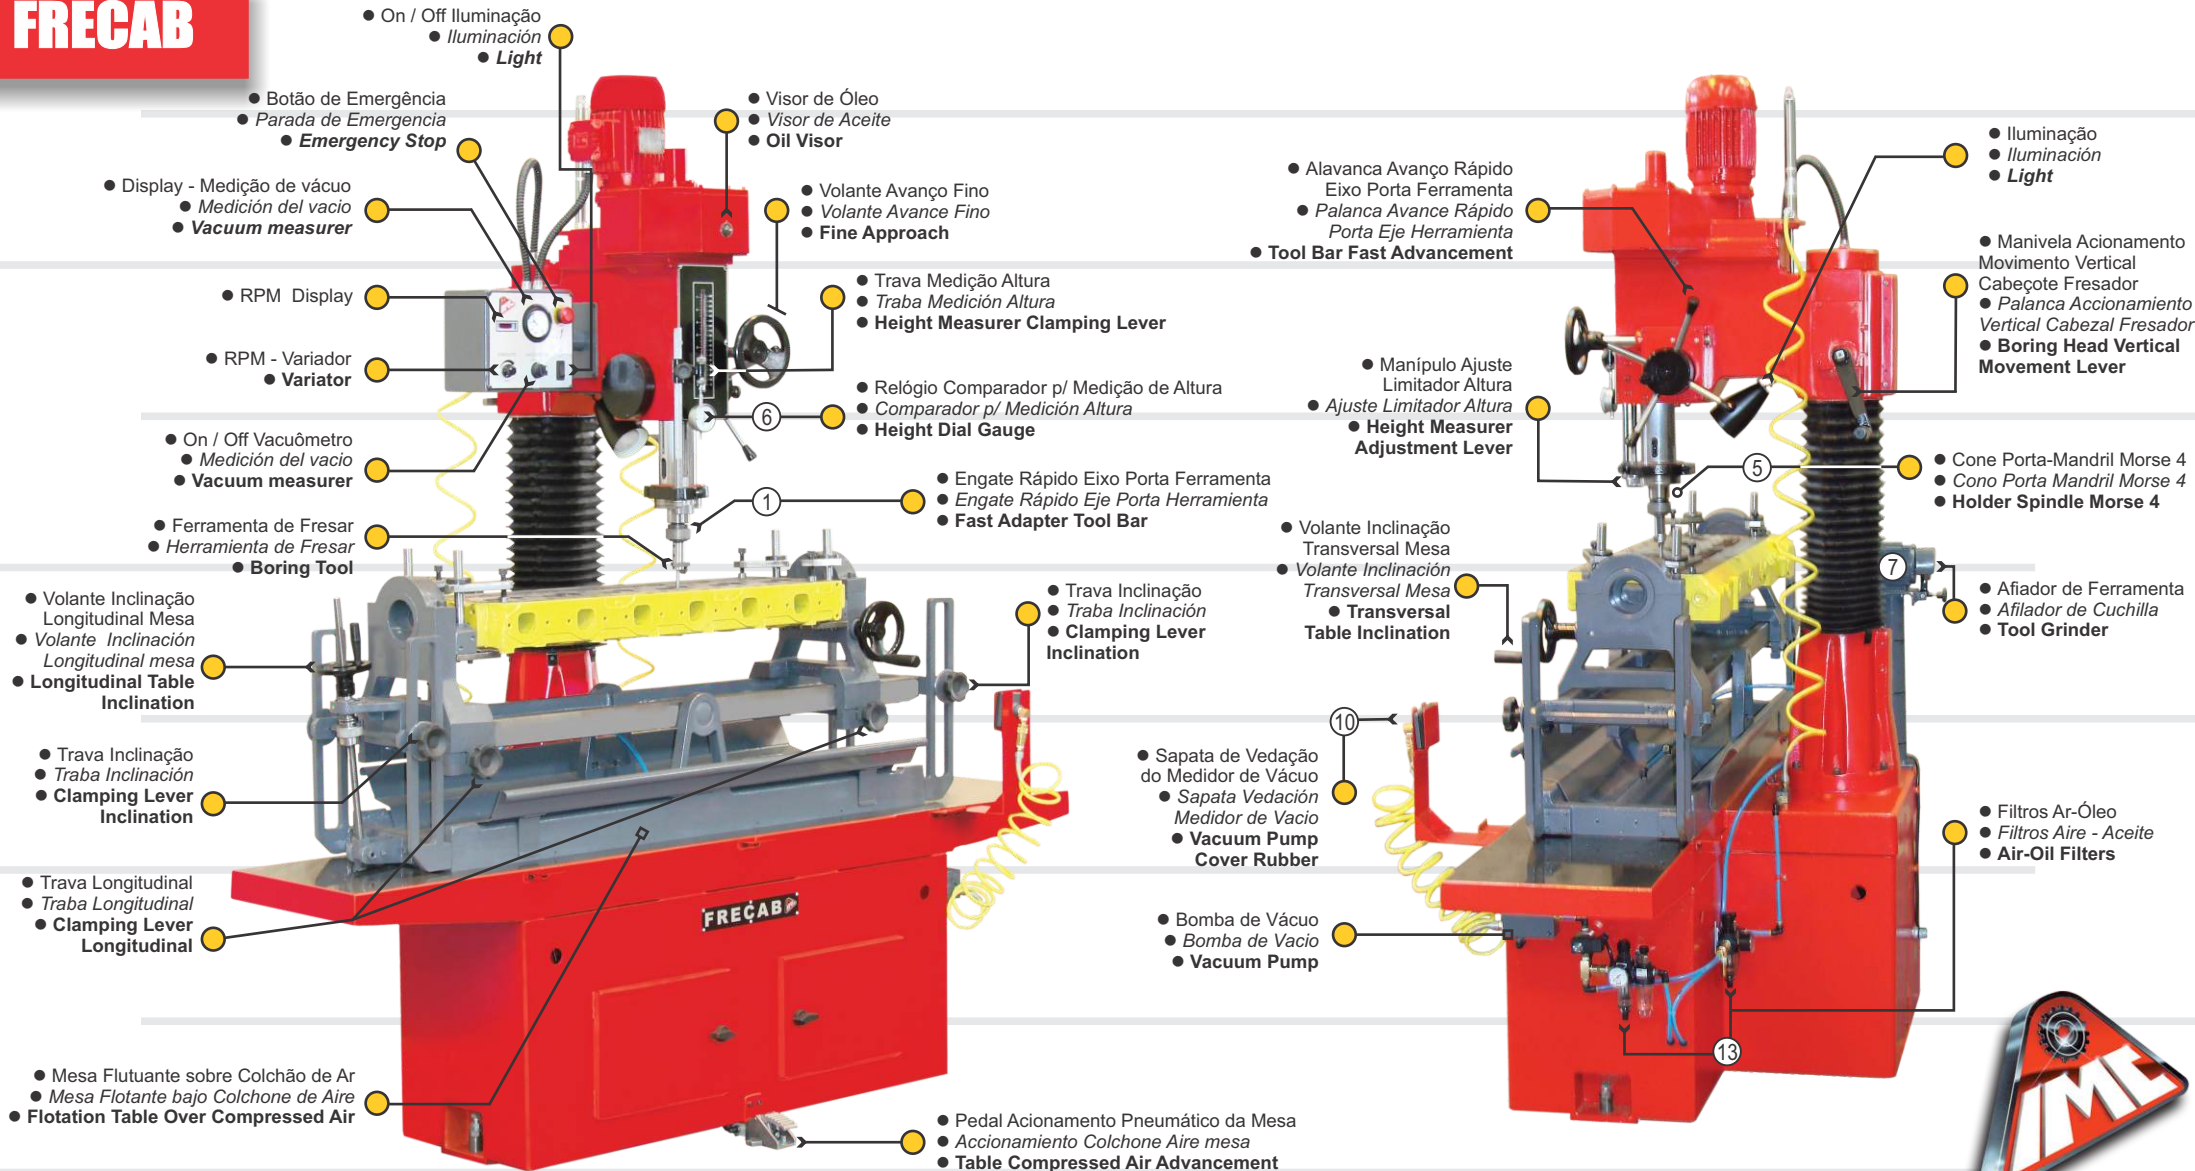 FRECAB
● On / Off Iluminação
● Iluminación
● Light
● Botão de Emergência
● Parada de Emergencia
● Emergency Stop
● Display - Medição de vácuo
● Medición del vacio
● Vacuum measurer
● RPM Display
● RPM - Variador
● Variator
● On / Off Vacuômetro
● Medición del vacio
● Vacuum measurer
● Ferramenta de Fresar
● Herramienta de Fresar
● Boring Tool
● Volante Inclinação
Longitudinal Mesa
● Volante Inclinación
Longitudinal mesa
● Longitudinal Table
Inclination
● Trava Inclinação
● Traba Inclinación
● Clamping Lever
Inclination
● Trava Longitudinal
● Traba Longitudinal
● Clamping Lever
Longitudinal
● Mesa Flutuante sobre Colchão de Ar
● Mesa Flotante bajo Colchone de Aire
● Flotation Table Over Compressed Air
● Visor de Óleo
● Visor de Aceite
● Oil Visor
● Volante Avanço Fino
● Volante Avance Fino
● Fine Approach
● Trava Medição Altura
● Traba Medición Altura
● Height Measurer Clamping Lever
6
● Relógio Comparador p/ Medição de Altura
● Comparador p/ Medición Altura
● Height Dial Gauge
1
● Engate Rápido Eixo Porta Ferramenta
● Engate Rápido Eje Porta Herramienta
● Fast Adapter Tool Bar
● Trava Inclinação
● Traba Inclinación
● Clamping Lever
Inclination
FRECAB
● Pedal Acionamento Pneumático da Mesa
● Accionamiento Colchone Aire mesa
● Table Compressed Air Advancement
● Alavanca Avanço Rápido
Eixo Porta Ferramenta
● Palanca Avance Rápido
Porta Eje Herramienta
● Tool Bar Fast Advancement
● Manípulo Ajuste
Limitador Altura
● Ajuste Limitador Altura
● Height Measurer
Adjustment Lever
● Volante Inclinação
Transversal Mesa
● Volante Inclinación
Transversal Mesa
● Transversal
Table Inclination
10
● Sapata de Vedação
do Medidor de Vácuo
● Sapata Vedación
Medidor de Vacio
● Vacuum Pump
Cover Rubber
● Bomba de Vácuo
● Bomba de Vacio
● Vacuum Pump
● Iluminação
● Iluminación
● Light
● Manivela Acionamento
Movimento Vertical
Cabeçote Fresador
● Palanca Accionamiento
Vertical Cabezal Fresador
● Boring Head Vertical
Movement Lever
5
● Cone Porta-Mandril Morse 4
● Cono Porta Mandril Morse 4
● Holder Spindle Morse 4
7
● Afiador de Ferramenta
● Afilador de Cuchilla
● Tool Grinder
● Filtros Ar-Óleo
● Filtros Aire - Aceite
● Air-Oil Filters
13